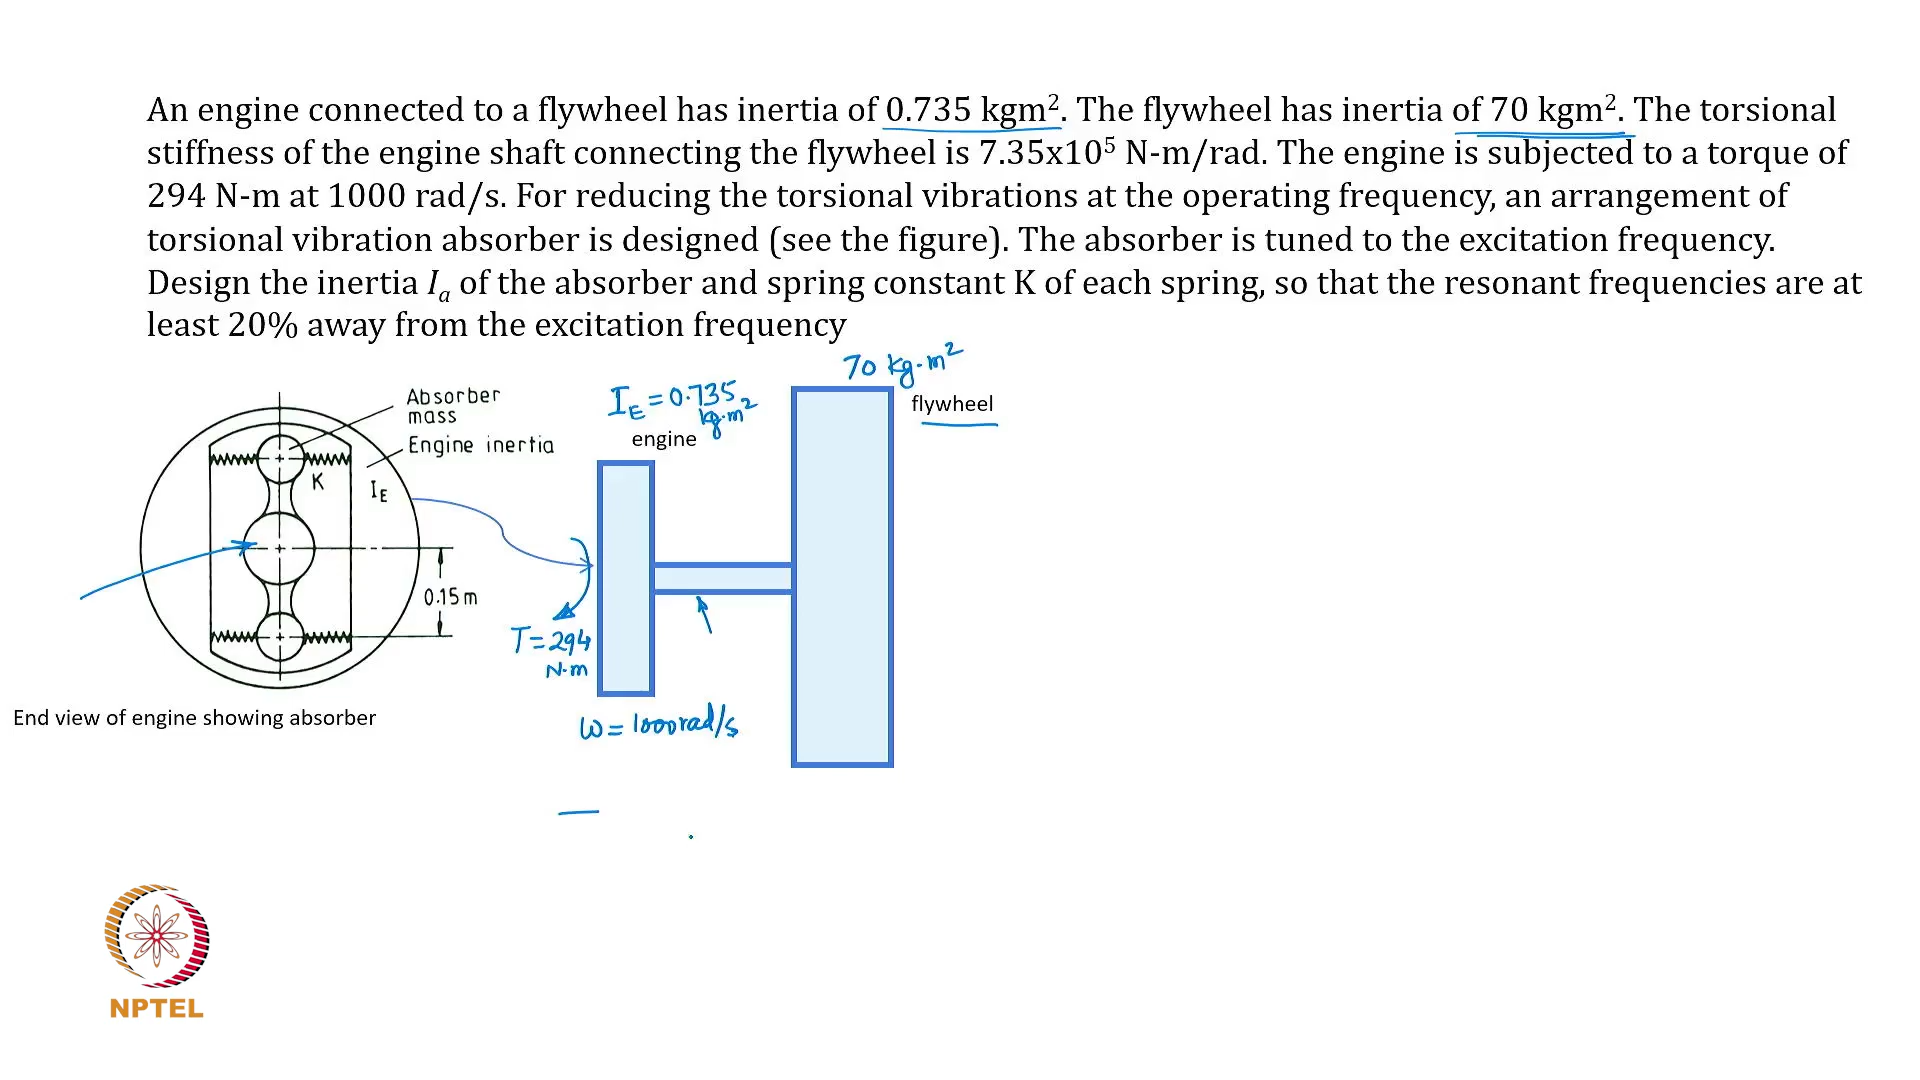 An engine connected to a flywheel has inertia of 0.735 kgm². The flywheel has inertia of 70 kgm². The torsional
stiffness of the engine shaft connecting the flywheel is 7.35x10⁵ N-m/rad. The engine is subjected to a torque of
294 N-m at 1000 rad/s. For reducing the torsional vibrations at the operating frequency, an arrangement of
torsional vibration absorber is designed (see the figure). The absorber is tuned to the excitation frequency.
Design the inertia Iₐ of the absorber and spring constant K of each spring, so that the resonant frequencies are at
least 20% away from the excitation frequency
70 kg·m²
flywheel
I_E = 0.735
kg·m²
engine
Absorber
mass
Engine inertia
K
I_E
0.15m
T = 294
N·m
ω = 1000 rad/s
End view of engine showing absorber
NPTEL